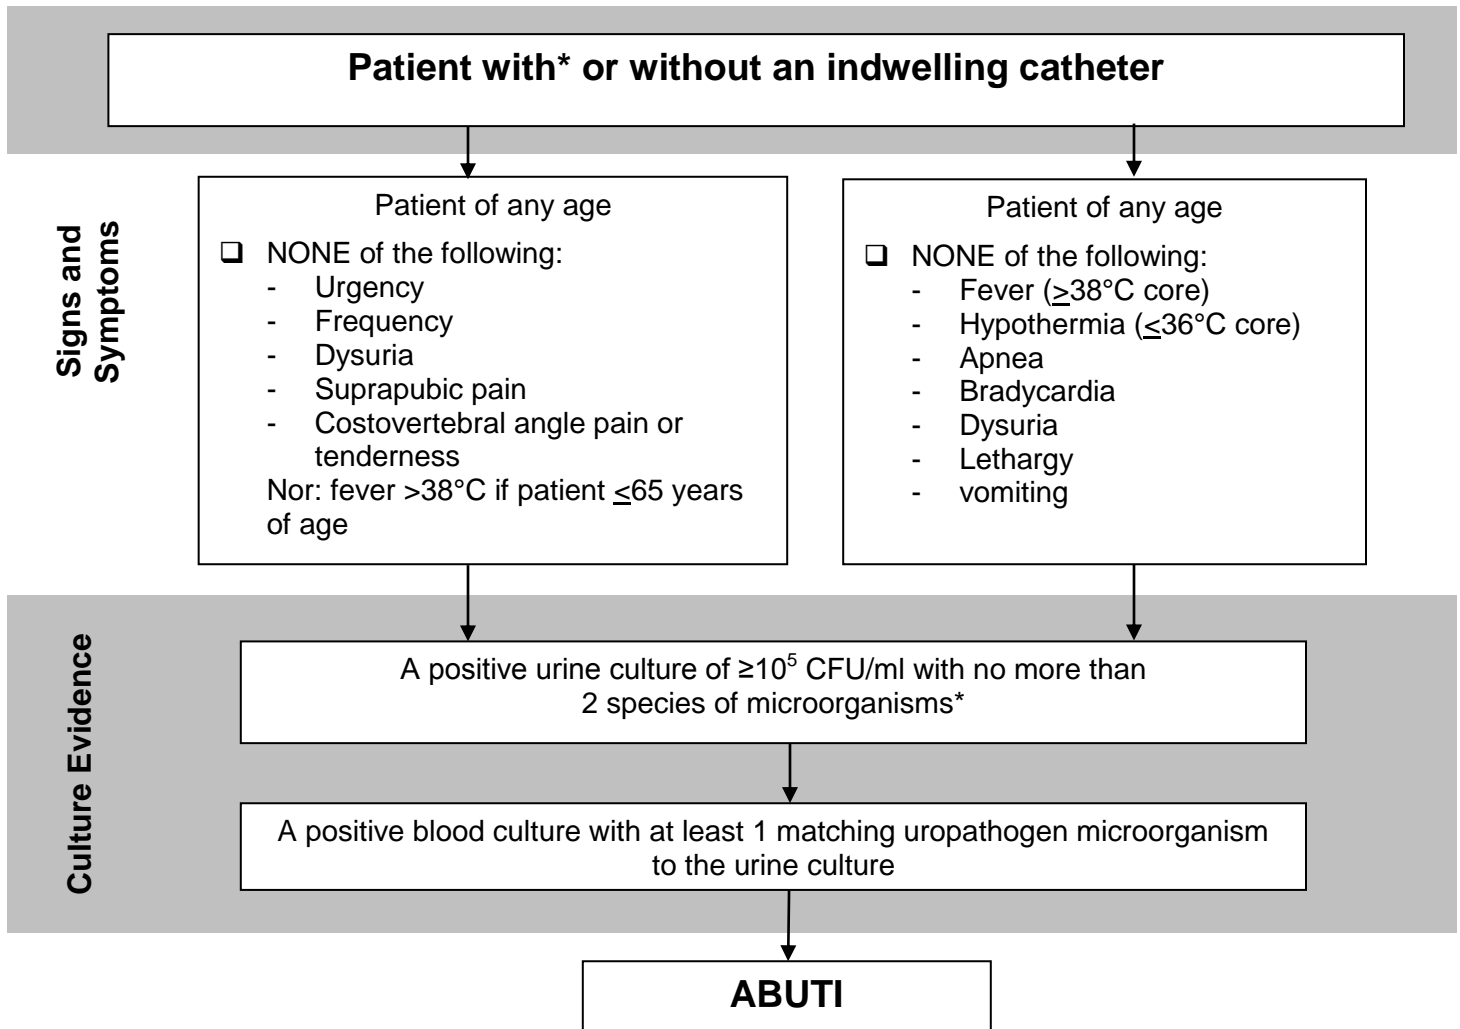 Patient with* or without an indwelling catheter
Signs and
Symptoms
Patient of any age
❑ NONE of the following:
- Urgency
- Frequency
- Dysuria
- Suprapubic pain
- Costovertebral angle pain or
tenderness
Nor: fever >38°C if patient ≤65 years
of age
Patient of any age
❑ NONE of the following:
- Fever (≥38°C core)
- Hypothermia (≤36°C core)
- Apnea
- Bradycardia
- Dysuria
- Lethargy
- vomiting
Culture Evidence
A positive urine culture of ≥10⁵ CFU/ml with no more than
2 species of microorganisms*
A positive blood culture with at least 1 matching uropathogen microorganism
to the urine culture
ABUTI